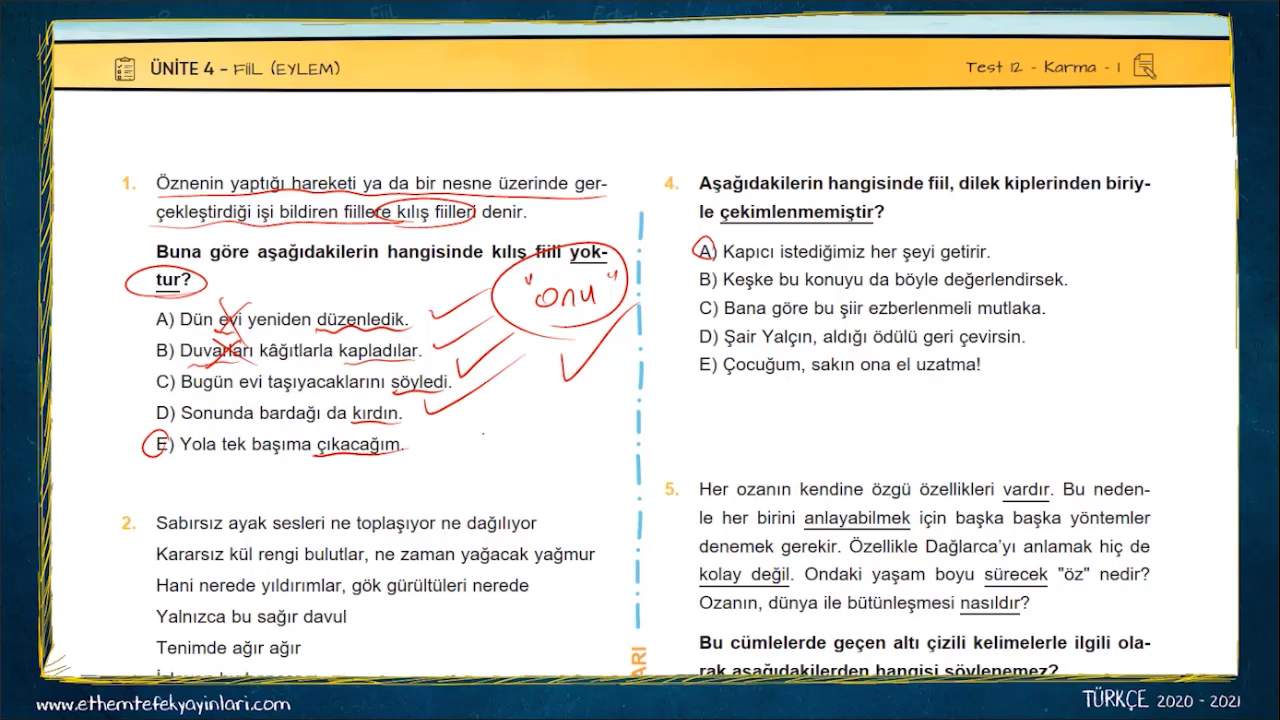 ÜNİTE 4 - FİİL (EYLEM)
Test 12 - Karma - 1
1. Öznenin yaptığı hareketi ya da bir nesne üzerinde ger-
çekleştirdiği işi bildiren fiillere kılış fiilleri denir.
Buna göre aşağıdakilerin hangisinde kılış fiili yok-
tur?
A) Dün evi yeniden düzenledik.
B) Duvarları kâğıtlarla kapladılar.
C) Bugün evi taşıyacaklarını söyledi.
D) Sonunda bardağı da kırdın.
E) Yola tek başıma çıkacağım.
"onu"
2. Sabırsız ayak sesleri ne toplaşıyor ne dağılıyor
Kararsız kül rengi bulutlar, ne zaman yağacak yağmur
Hani nerede yıldırımlar, gök gürültüleri nerede
Yalnızca bu sağır davul
Tenimde ağır ağır
4. Aşağıdakilerin hangisinde fiil, dilek kiplerinden biriy-
le çekimlenmemiştir?
A) Kapıcı istediğimiz her şeyi getirir.
B) Keşke bu konuyu da böyle değerlendirsek.
C) Bana göre bu şiir ezberlenmeli mutlaka.
D) Şair Yalçın, aldığı ödülü geri çevirsin.
E) Çocuğum, sakın ona el uzatma!
5. Her ozanın kendine özgü özellikleri vardır. Bu neden-
le her birini anlayabilmek için başka başka yöntemler
denemek gerekir. Özellikle Dağlarca'yı anlamak hiç de
kolay değil. Ondaki yaşam boyu sürecek "öz" nedir?
Ozanın, dünya ile bütünleşmesi nasıldır?
Bu cümlelerde geçen altı çizili kelimelerle ilgili ola-
rak aşağıdakilerden hangisi söylenemez?
ARI
www.ethemtefekyayinlari.com
TÜRKÇE 2020 - 2021